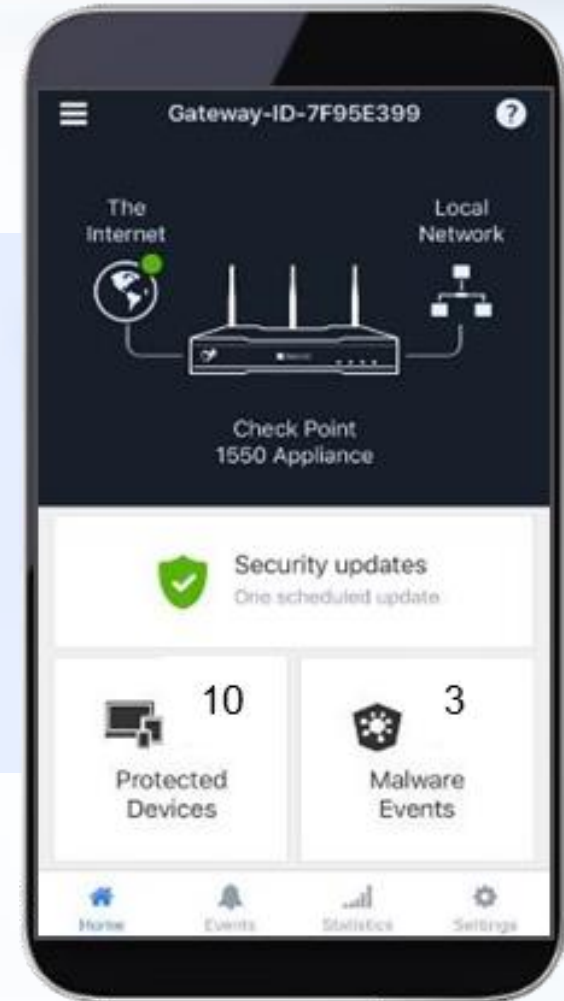 Gateway-ID-7F95E399
?
The
Internet
Local
Network
Check Point
1550 Appliance
Security updates
One scheduled update
10
Protected
Devices
3
Malware
Events
Home
Events
Statistics
Settings